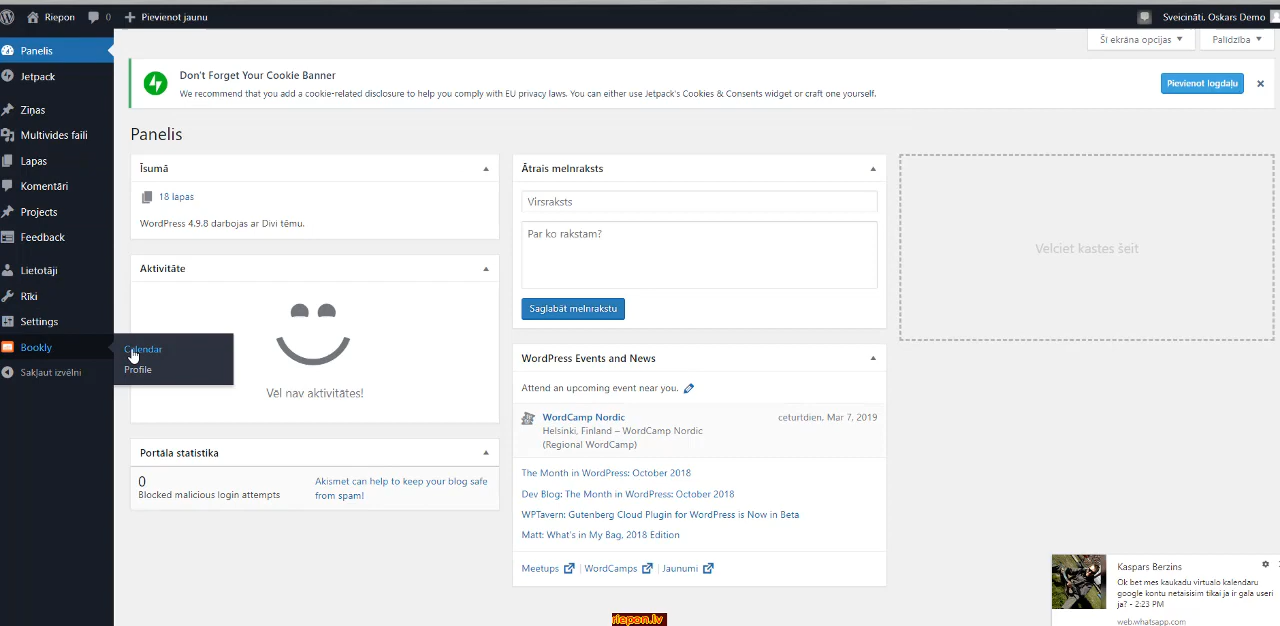 Riepon 0 Pievienot jaunu Sveicināti, Oskars Demo
Šī ekrāna opcijas Palīdzība
Panelis
Jetpack
Ziņas
Multivides faili
Lapas
Komentāri
Projects
Feedback
Lietotāji
Rīki
Settings
Bookly
Sakļaut izvēlni
Calendar
Profile
Don't Forget Your Cookie Banner
We recommend that you add a cookie-related disclosure to help you comply with EU privacy laws. You can either use Jetpack's Cookies & Consents widget or craft one yourself.
Pievienot logdaļu
Panelis
Īsumā
18 lapas
WordPress 4.9.8 darbojas ar Divi tēmu.
Aktivitāte
Vēl nav aktivitātes!
Portāla statistika
0
Blocked malicious login attempts
Akismet can help to keep your blog safe
from spam!
Ātrais melnraksts
Virsraksts
Par ko rakstam?
Saglabāt melnrakstu
WordPress Events and News
Attend an upcoming event near you.
WordCamp Nordic ceturtdien, Mar 7, 2019
Helsinki, Finland – WordCamp Nordic
(Regional WordCamp)
The Month in WordPress: October 2018
Dev Blog: The Month in WordPress: October 2018
WPTavern: Gutenberg Cloud Plugin for WordPress is Now in Beta
Matt: What's in My Bag, 2018 Edition
Meetups | WordCamps | Jaunumi
Velciet kastes šeit
Kaspars Berzins
Ok bet mes kaukadu virtualo kalendaru
google kontu netaisisim tikai ja ir gala useri
ja? - 2:23 PM
web.whatsapp.com
riepon.lv